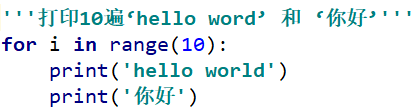 '''打印10遍‘hello word’ 和 ‘你好’'''
for i in range(10):
    print('hello world')
    print('你好')